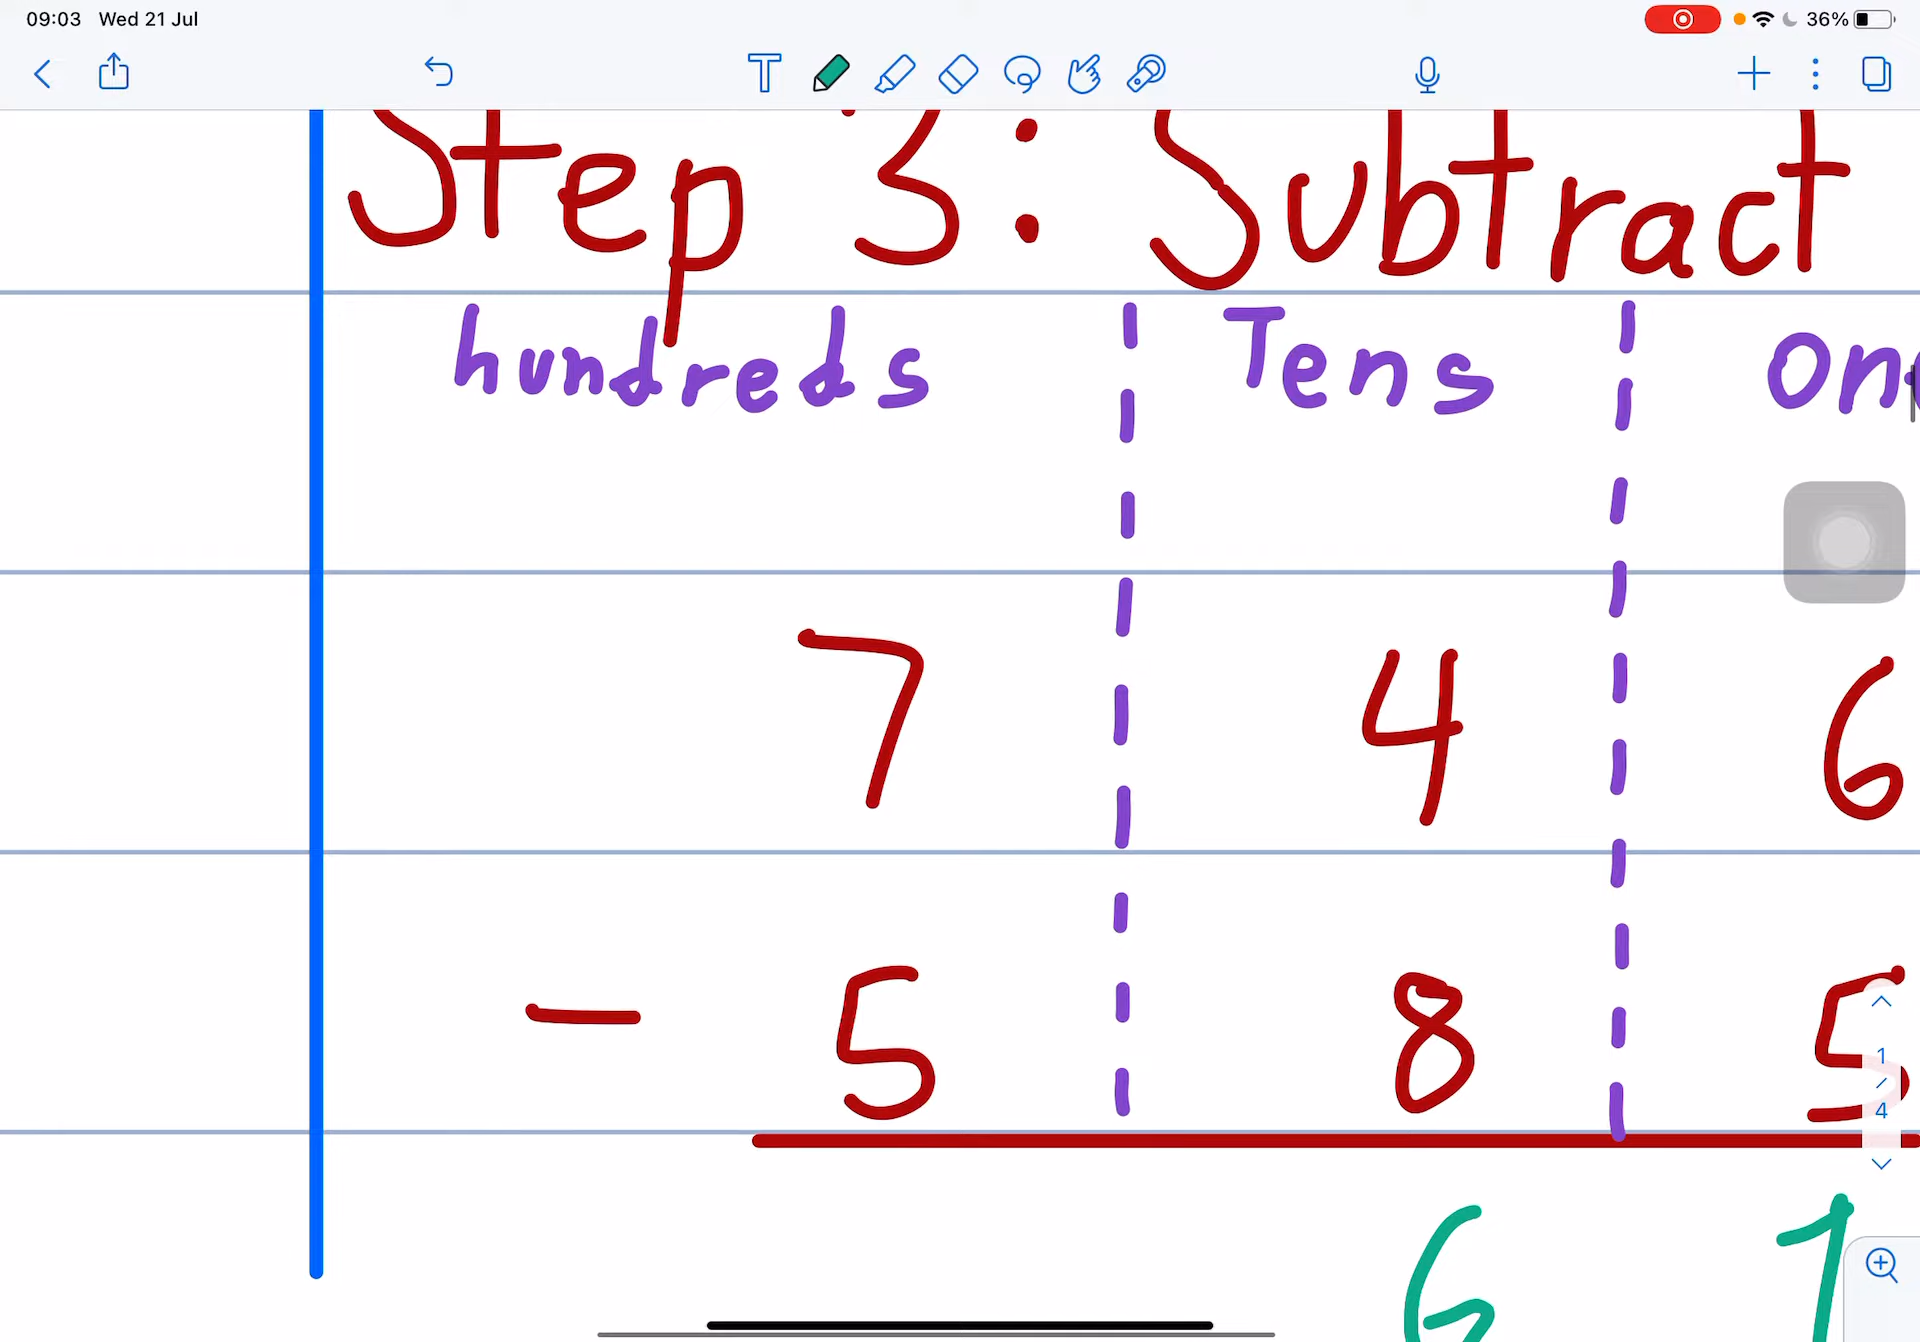 09:03 Wed 21 Jul 36%
Step 3: Subtract
hundreds Tens on
7 4 6
- 5 8 5
1
/
4
6 1